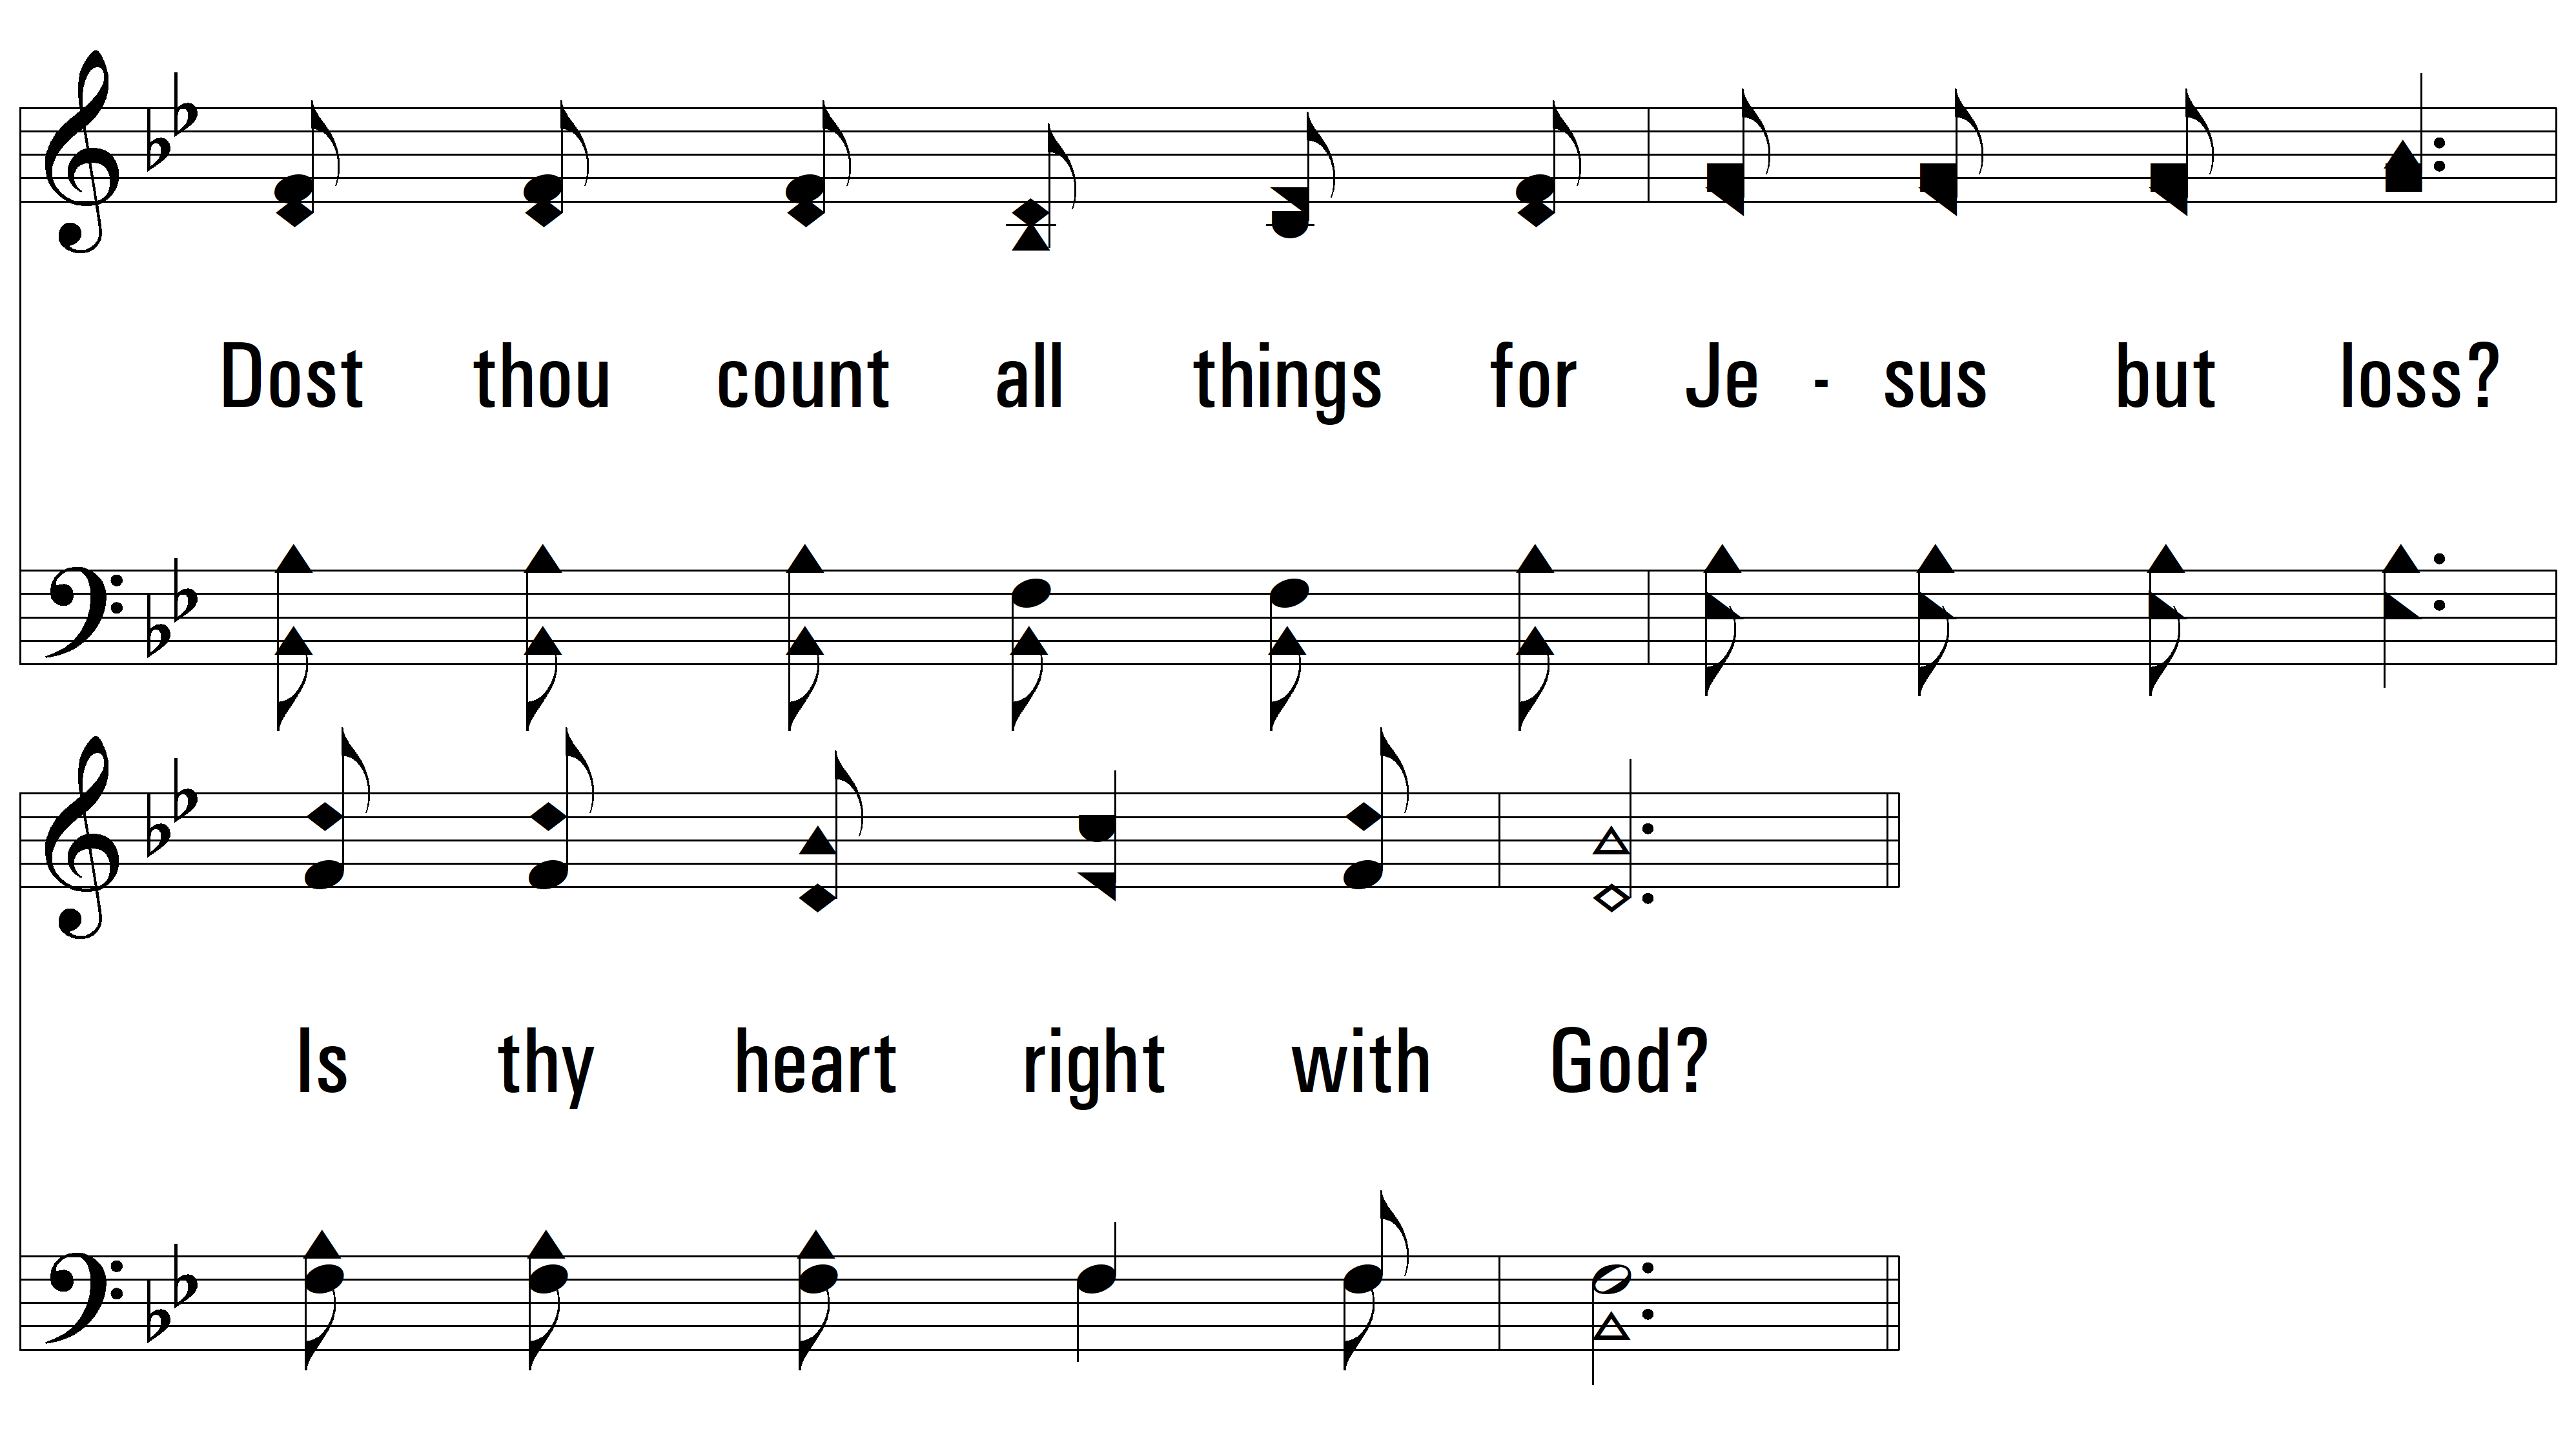 Dost thou count all things for Je - sus but loss?
Is thy heart right with God?